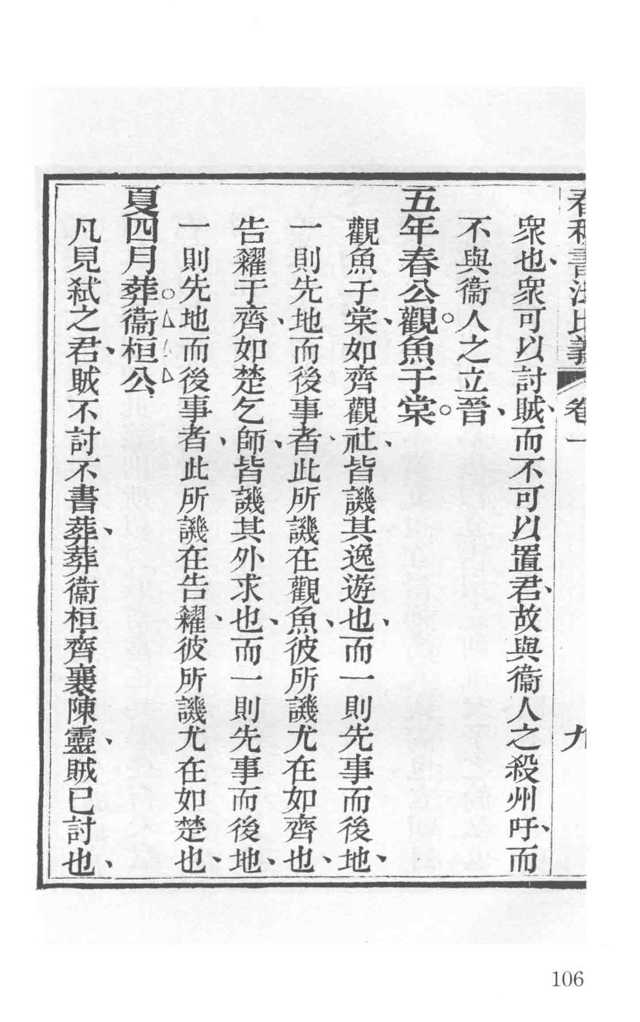 春秋書法比義 卷一 九
衆也、衆可以討賊、而不可以置君、故與衞人之殺州吁、而
不與衞人之立晉、
五年春公觀魚于棠。
觀魚于棠、如齊觀社、皆譏其逸遊也、而一則先事而後地、
一則先地而後事者、此所譏在觀魚、彼所譏尤在如齊也、
告糴于齊、如楚乞師、皆譏其外求也、而一則先事而後地、
一則先地而後事者、此所譏在告糴、彼所譏尤在如楚也、
夏四月葬衞桓公
凡見弑之君、賊不討不書葬、葬衞桓齊襄陳靈、賊巳討也、
106